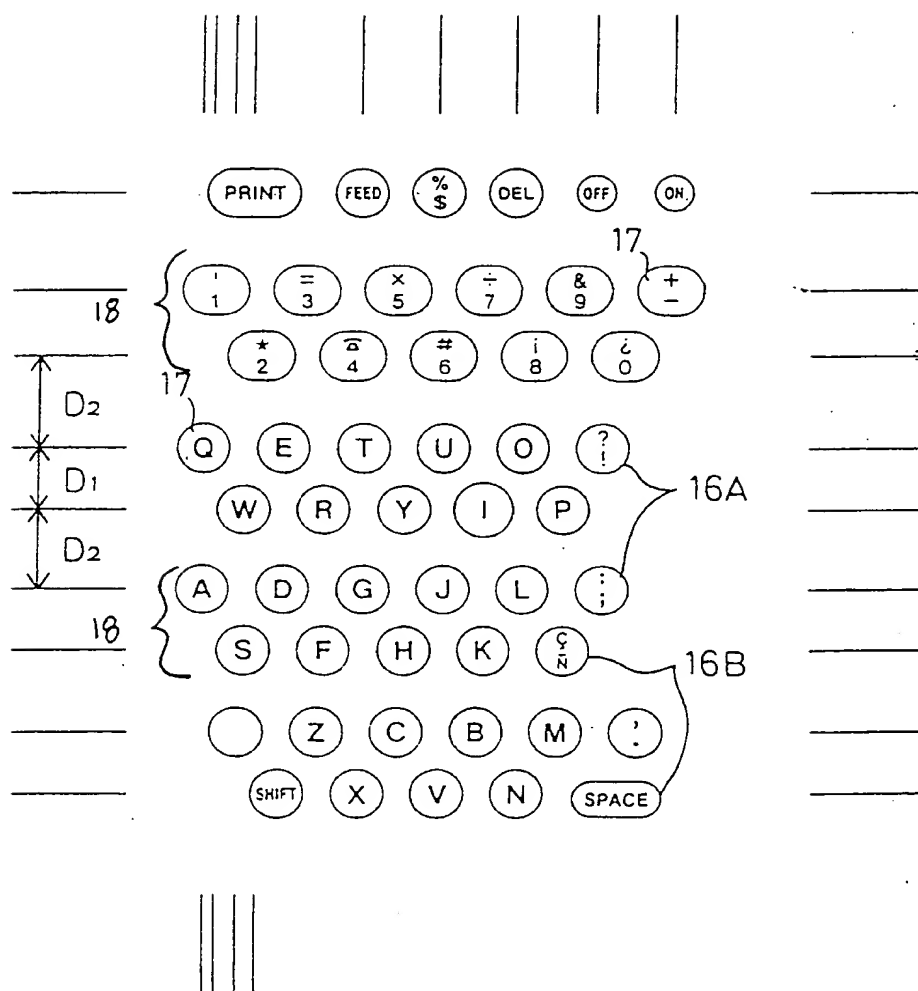 PRINT FEED % $ DEL OFF ON
17
18
' 1 = 3 × 5 ÷ 7 & 9 + −
* 2 4 # 6 ¡ 8 ¿ 0
D2
17
Q E T U O ? !
D1
16A
W R Y I P
D2
A D G J L : ;
18
S F H K Ç Ñ
16B
Z C B M , .
SHIFT X V N SPACE